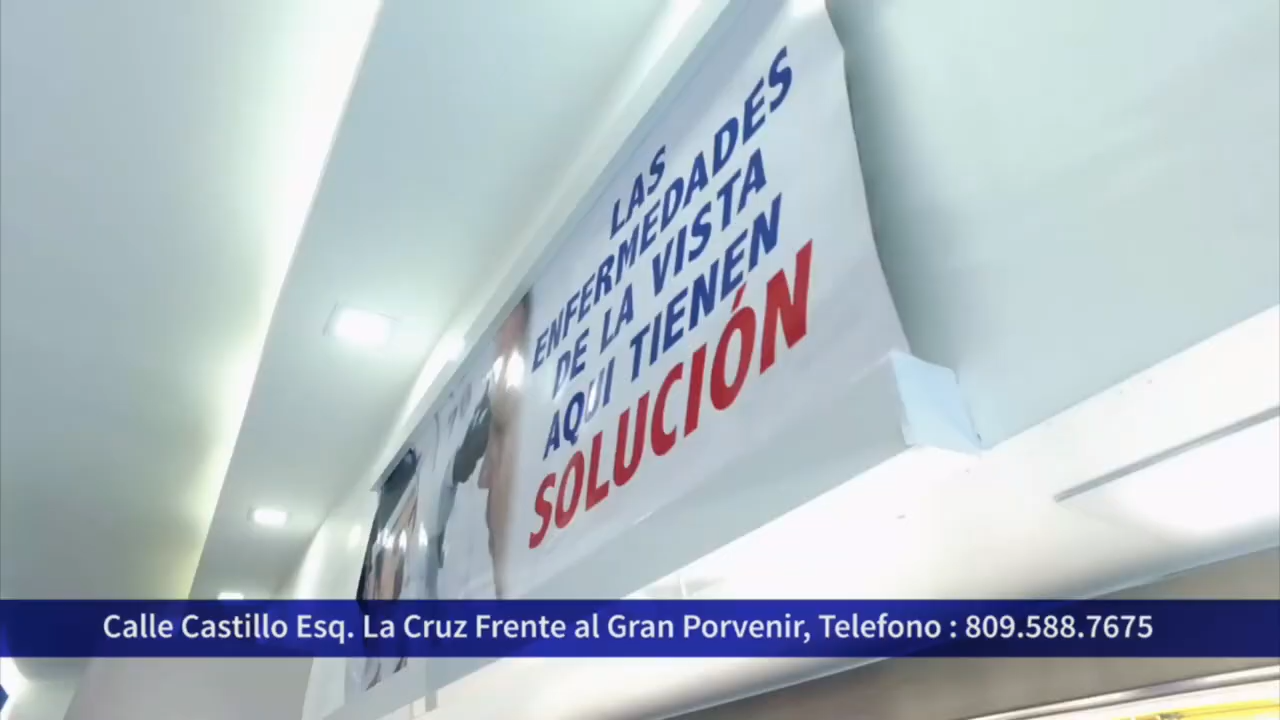 LAS
ENFERMEDADES
DE LA VISTA
AQUI TIENEN
SOLUCIÓN
Calle Castillo Esq. La Cruz Frente al Gran Porvenir, Telefono : 809.588.7675